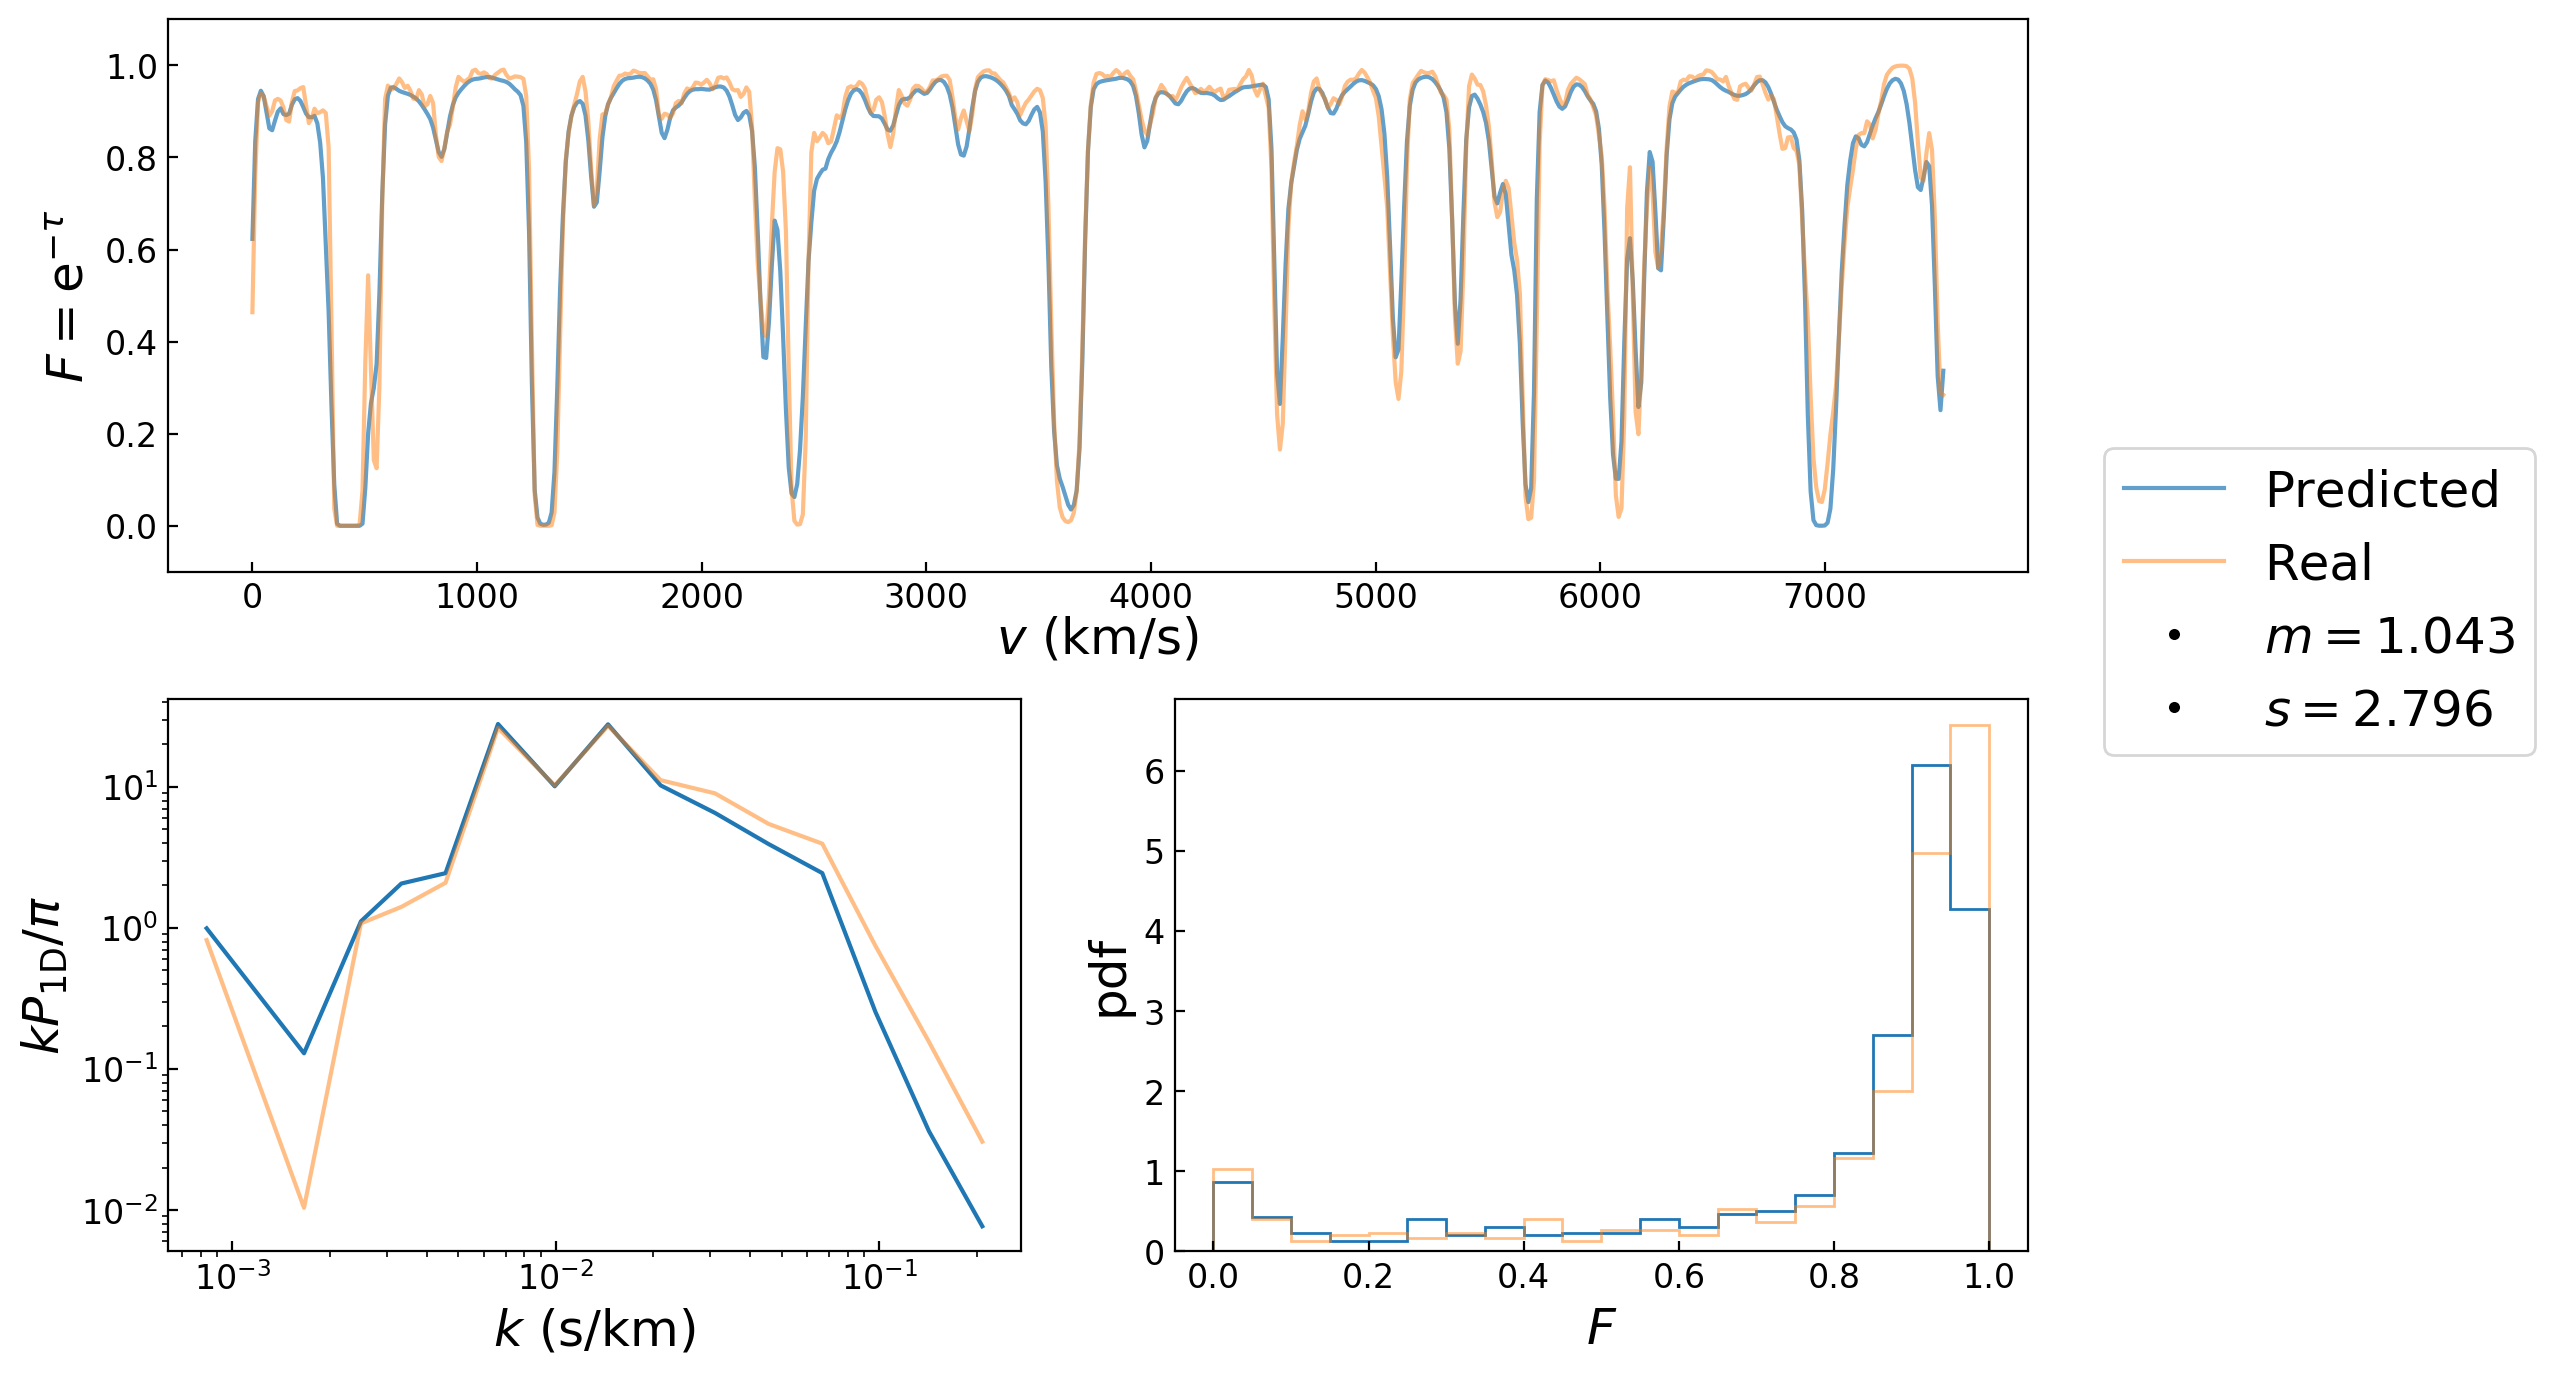 1.0
0.8
0.6
0.4
0.2
0.0
F = e^{-τ}
0 1000 2000 3000 4000 5000 6000 7000
v (km/s)
Predicted
Real
m = 1.043
s = 2.796
10^1
10^0
10^{-1}
10^{-2}
kP_{1D}/π
10^{-3} 10^{-2} 10^{-1}
k (s/km)
6
5
4
3
2
1
0
pdf
0.0 0.2 0.4 0.6 0.8 1.0
F